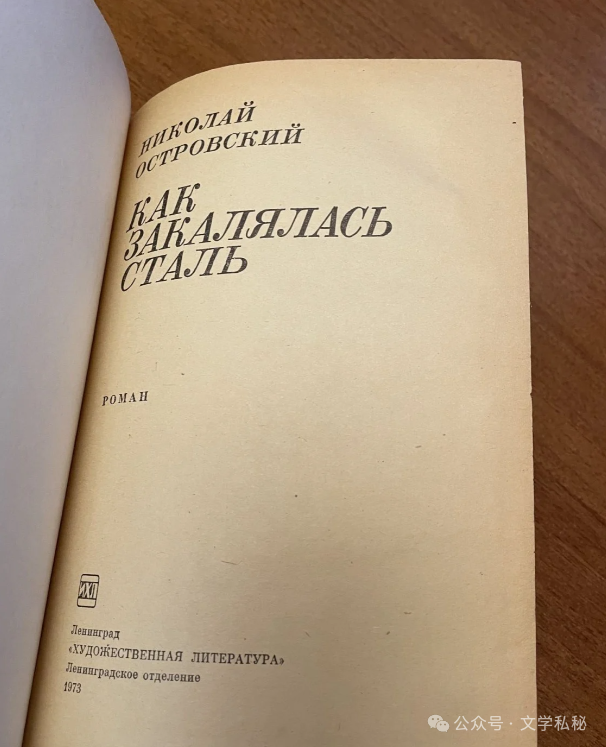 НИКОЛАЙ
ОСТРОВСКИЙ
КАК
ЗАКАЛЯЛАСЬ
СТАЛЬ
РОМАН
ИХЛ
Ленинград
«ХУДОЖЕСТВЕННАЯ ЛИТЕРАТУРА»
Ленинградское отделение
1973
公众号 · 文学私秘